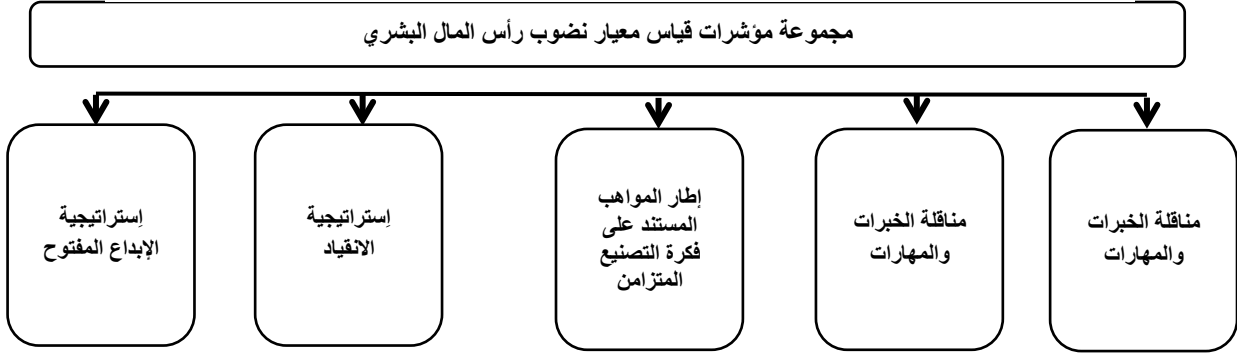 مجموعة مؤشرات قياس معيار نضوب رأس المال البشري
مناقلة الخبرات
والمهارات
مناقلة الخبرات
والمهارات
إطار المواهب
المستند على
فكرة التصنيع
المتزامن
إستراتيجية
الانقياد
إستراتيجية
الإبداع المفتوح